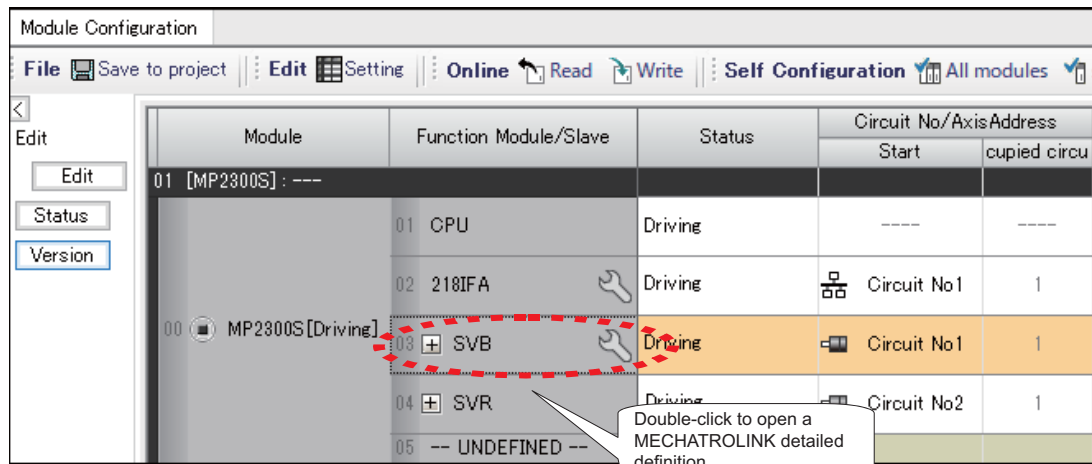 Module Configuration
File Save to project Edit Setting Online Read Write Self Configuration All modules
<
Edit
Edit
Status
Version
Module Function Module/Slave Status Circuit No/AxisAddress
Start cupied circu
01 [MP2300S] : ---
00 MP2300S[Driving]
01 CPU Driving ---- ----
02 218IFA Driving Circuit No1 1
03 + SVB Driving Circuit No1 1
04 + SVR Driving Circuit No2 1
05 -- UNDEFINED --
Double-click to open a
MECHATROLINK detailed
definition